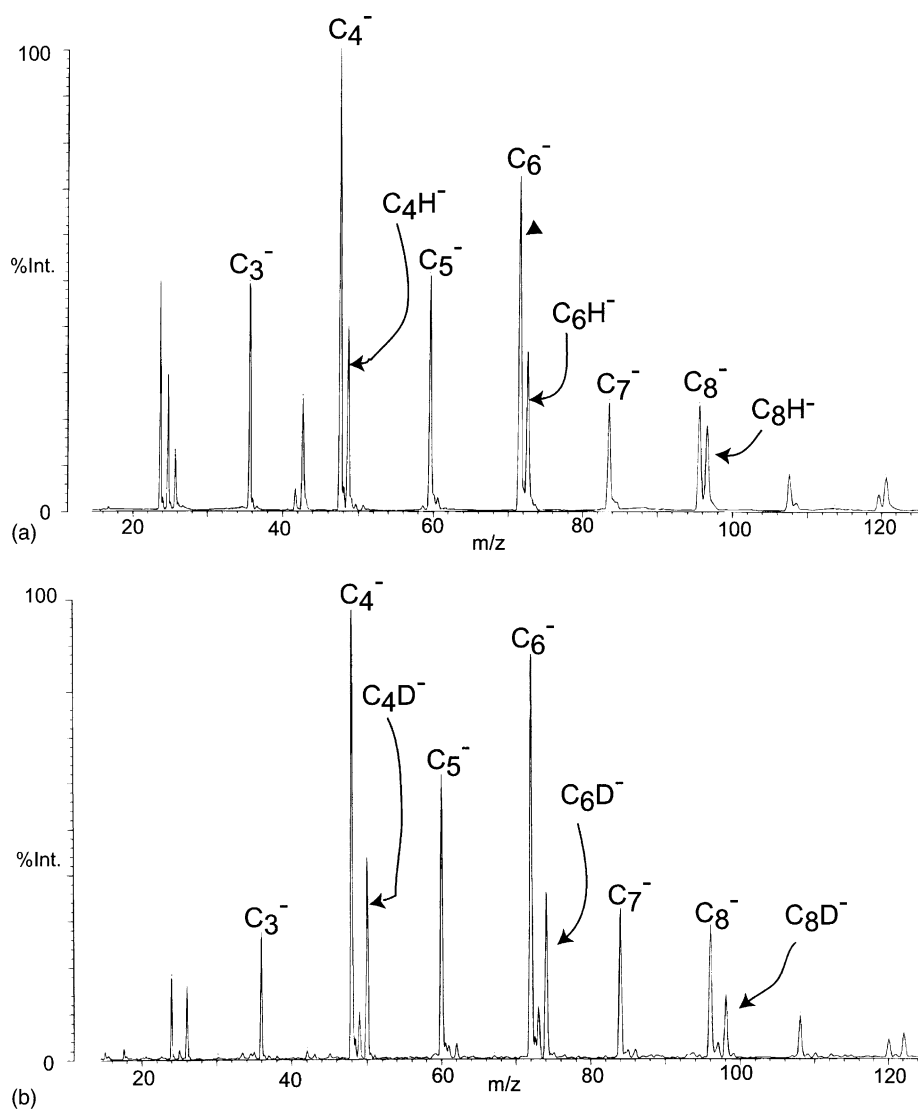 C4-
100
C4H-
C6-
%Int.
C3-
C5-
C6H-
C7-
C8-
C8H-
0
20
40
60
80
100
120
(a)
m/z
100
C4-
C6-
C4D-
C5-
C6D-
%Int.
C3-
C7-
C8-
C8D-
0
20
40
60
80
100
120
m/z
(b)